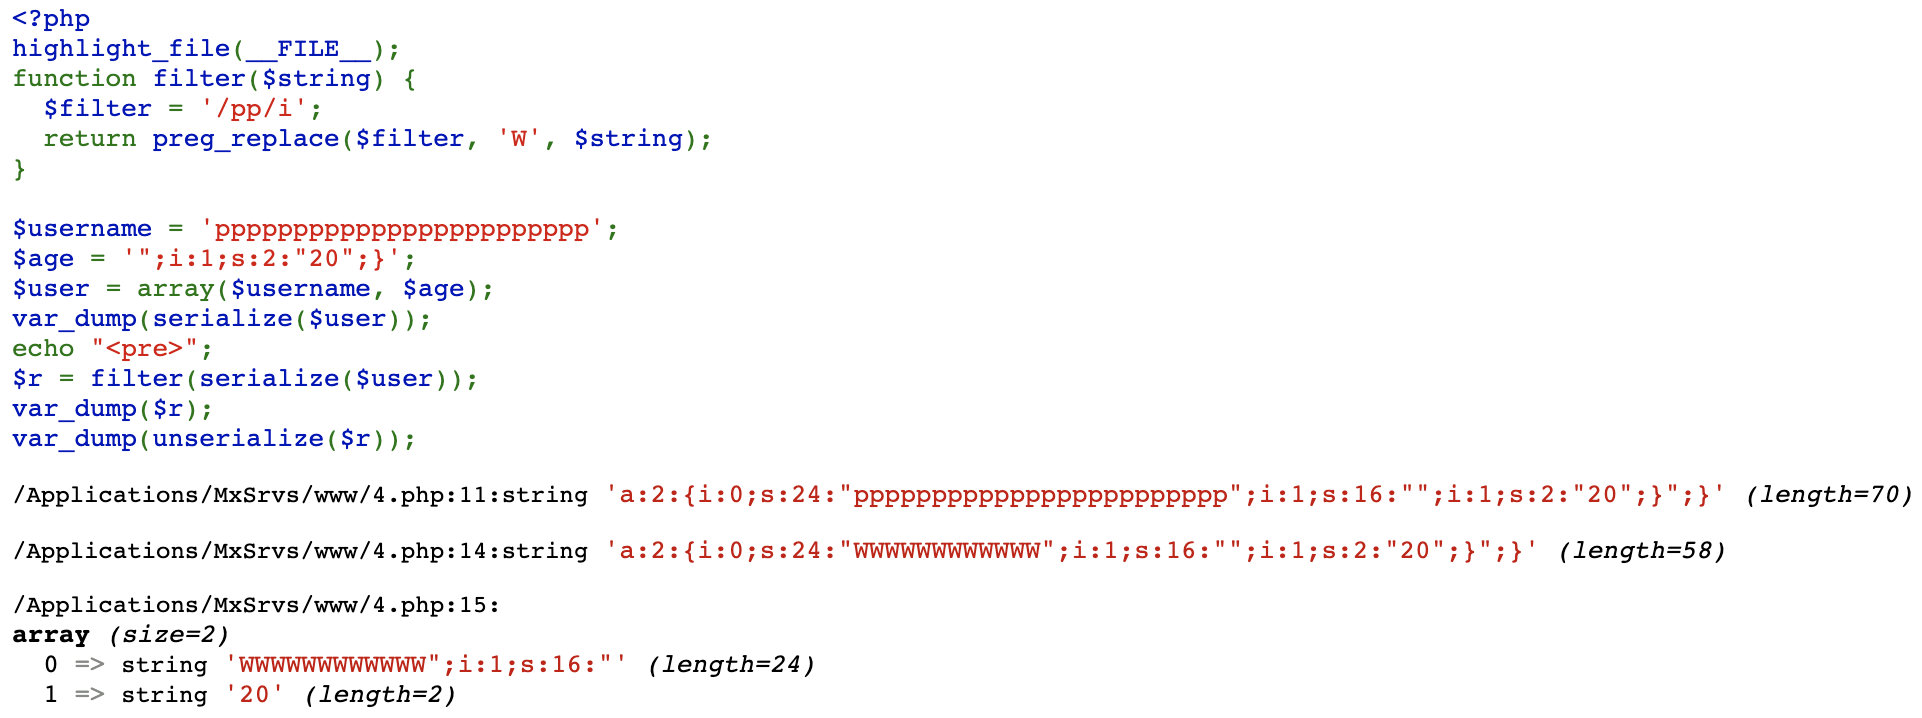 <?php
highlight_file(__FILE__);
function filter($string) {
  $filter = '/pp/i';
  return preg_replace($filter, 'W', $string);
}
$username = 'pppppppppppppppppppppppp';
$age = '";i:1;s:2:"20";}';
$user = array($username, $age);
var_dump(serialize($user));
echo "<pre>";
$r = filter(serialize($user));
var_dump($r);
var_dump(unserialize($r));
/Applications/MxSrvs/www/4.php:11:string 'a:2:{i:0;s:24:"pppppppppppppppppppppppp";i:1;s:16:"";i:1;s:2:"20";}";}' (length=70)
/Applications/MxSrvs/www/4.php:14:string 'a:2:{i:0;s:24:"WWWWWWWWWWWW";i:1;s:16:"";i:1;s:2:"20";}";}' (length=58)
/Applications/MxSrvs/www/4.php:15:
array (size=2)
  0 => string 'WWWWWWWWWWWW";i:1;s:16:"' (length=24)
  1 => string '20' (length=2)